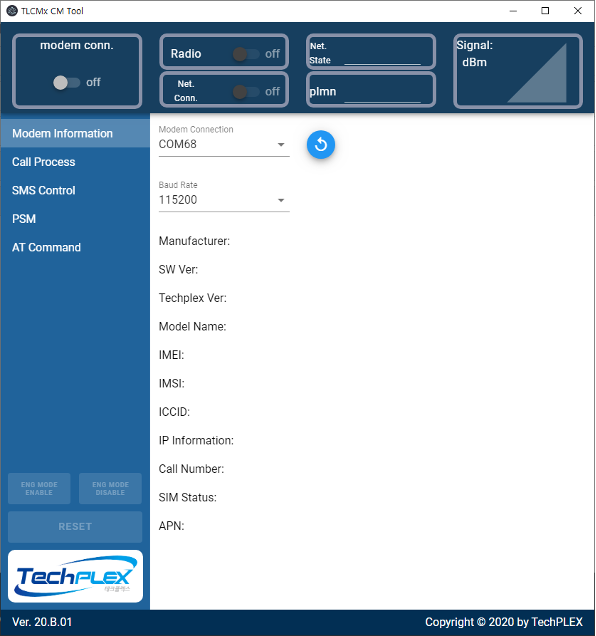 TLCMx CM Tool
modem conn.
off
Radio
off
Net.
Conn.
off
Net.
State
plmn
Signal:
dBm
Modem Information
Call Process
SMS Control
PSM
AT Command
Modem Connection
COM68
Baud Rate
115200
Manufacturer:
SW Ver:
Techplex Ver:
Model Name:
IMEI:
IMSI:
ICCID:
IP Information:
Call Number:
SIM Status:
APN:
ENG MODE
ENABLE
ENG MODE
DISABLE
RESET
TechPLEX
테크플렉스
Ver. 20.B.01
Copyright © 2020 by TechPLEX